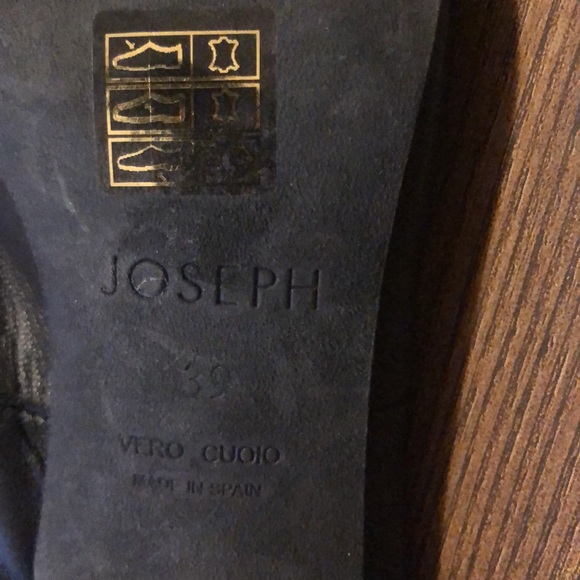 JOSEPH
39
VERO CUOIO
MADE IN SPAIN